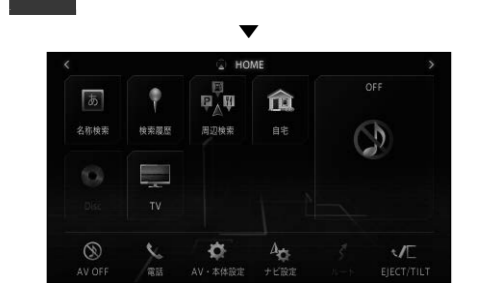 HOME
OFF
あ
P
名称検索
検索履歴
周辺検索
自宅
Disc
TV
AV OFF
電話
AV・本体設定
ナビ設定
ルート
EJECT/TILT